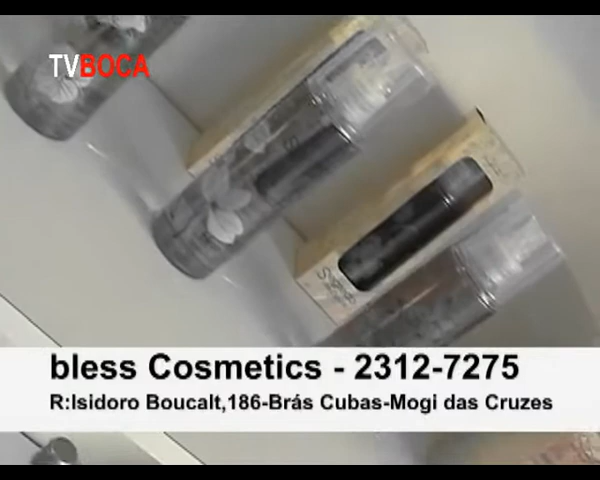 TVBOCA
bless Cosmetics - 2312-7275
R:Isidoro Boucalt,186-Brás Cubas-Mogi das Cruzes